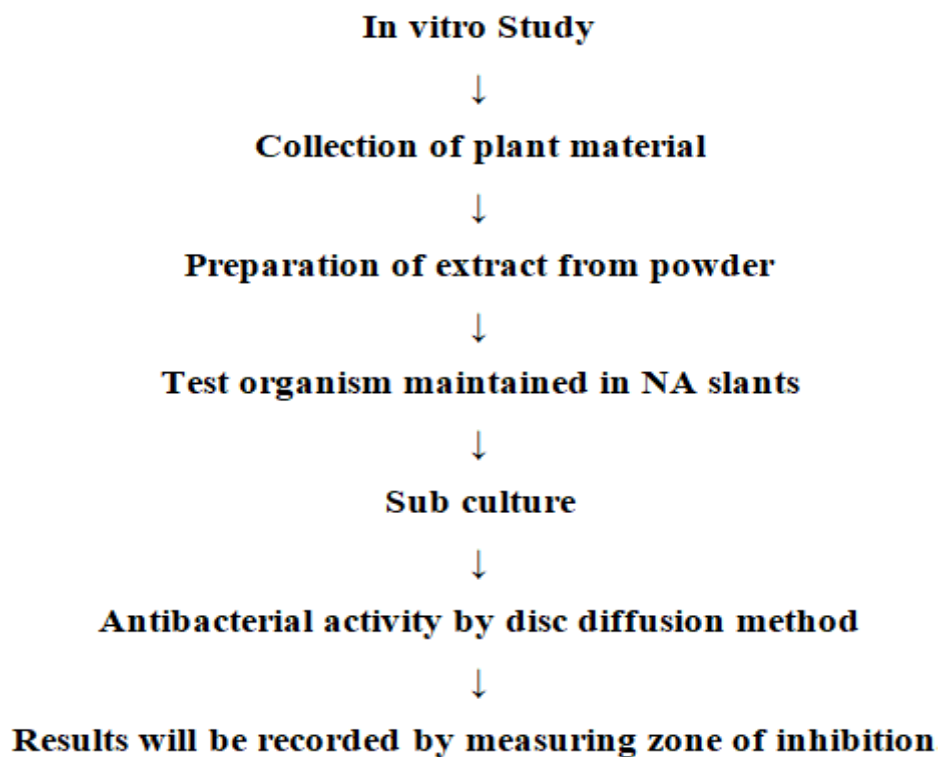 In vitro Study
↓
Collection of plant material
↓
Preparation of extract from powder
↓
Test organism maintained in NA slants
↓
Sub culture
↓
Antibacterial activity by disc diffusion method
↓
Results will be recorded by measuring zone of inhibition